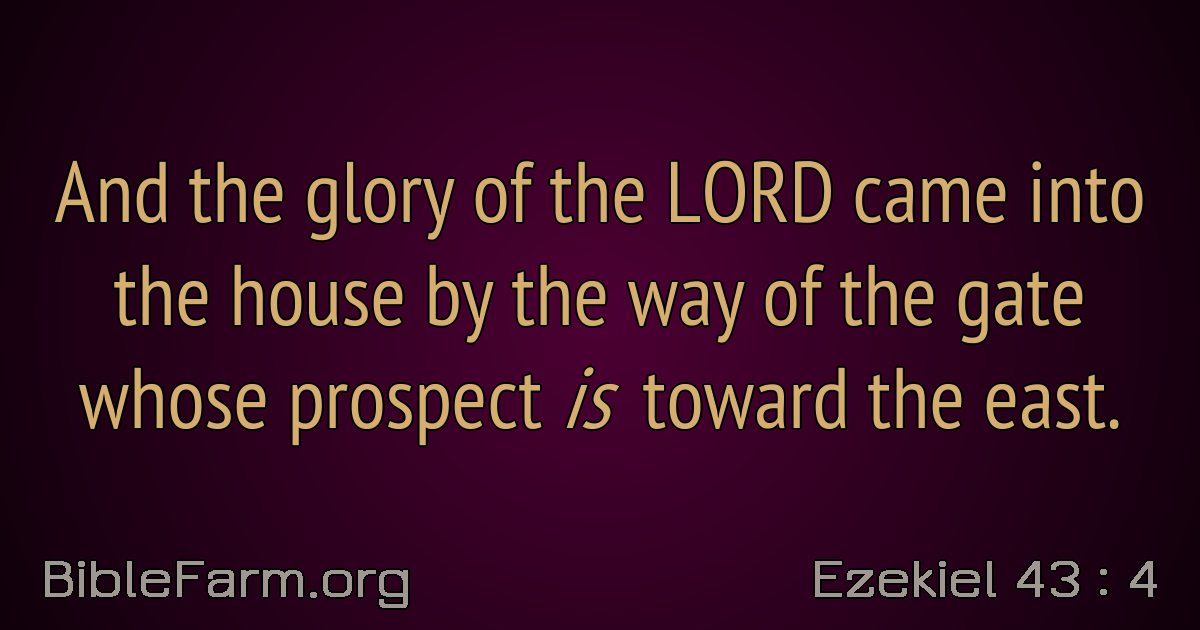 And the glory of the LORD came into
the house by the way of the gate
whose prospect is toward the east.
BibleFarm.org
Ezekiel 43 : 4